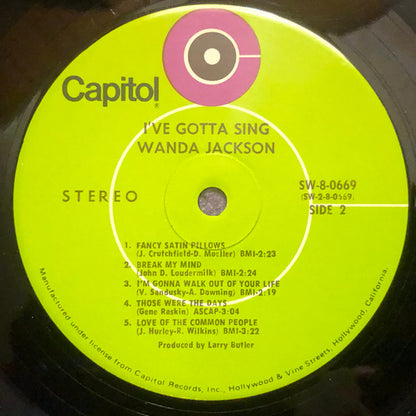 Capitol®
I'VE GOTTA SING
WANDA JACKSON
STEREO
SW-8-0669
(SW-2-8-0669)
SIDE 2
1. FANCY SATIN PILLOWS
(J. Crutchfield-D. Moeller) BMI-2:23
2. BREAK MY MIND
(John D. Loudermilk) BMI-2:24
3. I'M GONNA WALK OUT OF YOUR LIFE
(V. Sandusky-A. Downing) BMI-2:19
4. THOSE WERE THE DAYS
(Gene Raskin) ASCAP-3:04
5. LOVE OF THE COMMON PEOPLE
(J. Hurley-R. Wilkins) BMI-3:22
Produced by Larry Butler
Manufactured under license from Capitol Records, Inc., Hollywood & Vine Streets, Hollywood, California.